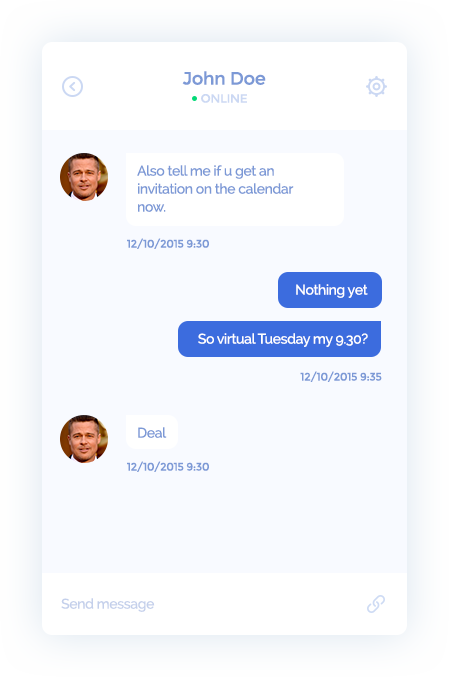 John Doe
ONLINE
Also tell me if u get an
invitation on the calendar
now.
12/10/2015 9:30
Nothing yet
So virtual Tuesday my 9.30?
12/10/2015 9:35
Deal
12/10/2015 9:30
Send message